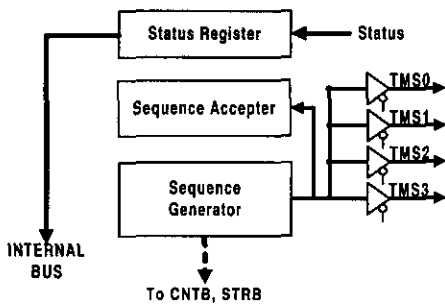 Status Register
Status
TMS0
Sequence Accepter
TMS1
TMS2
Sequence
Generator
TMS3
INTERNAL
BUS
To CNTB, STRB